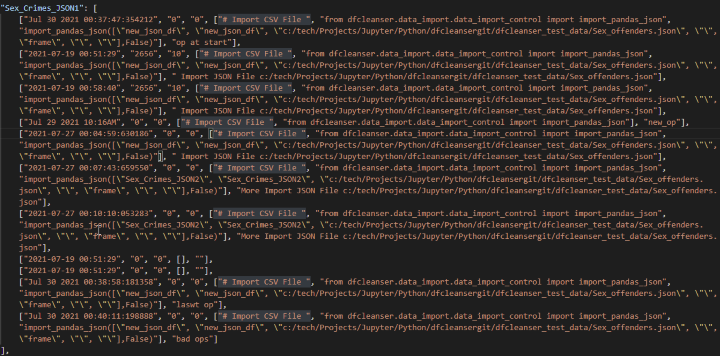 "Sex_Crimes_JSON1": [
["Jul 30 2021 00:37:47:354212", "0", "0", ["# Import CSV File ", "from dfcleanser.data_import.data_import_control import import_pandas_json",
"import_pandas_json([\"new_json_df\", \"new_json_df\", \"c:/tech/Projects/Jupyter/Python/dfcleansergit/dfcleanser_test_data/Sex_offenders.json\", \"\",
\"frame\", \"\", \"\"],False)"], "op at start"],
["2021-07-19 00:51:29", "2656", "10", ["# Import CSV File ", "from dfcleanser.data_import.data_import_control import import_pandas_json",
"import_pandas_json([\"new_json_df\", \"new_json_df\", \"c:/tech/Projects/Jupyter/Python/dfcleansergit/dfcleanser_test_data/Sex_offenders.json\", \"\",
\"frame\", \"\", \"\"],False)"], " Import JSON File c:/tech/Projects/Jupyter/Python/dfcleansergit/dfcleanser_test_data/Sex_offenders.json"],
["2021-07-19 00:58:40", "2656", "10", ["# Import CSV File ", "from dfcleanser.data_import.data_import_control import import_pandas_json",
"import_pandas_json([\"new_json_df\", \"new_json_df\", \"c:/tech/Projects/Jupyter/Python/dfcleansergit/dfcleanser_test_data/Sex_offenders.json\", \"\",
\"frame\", \"\", \"\"],False)"], " Import JSON File c:/tech/Projects/Jupyter/Python/dfcleansergit/dfcleanser_test_data/Sex_offenders.json"],
["Jul 29 2021 10:16AM", "0", "0", ["# Import CSV File ", "from dfcleanser.data_import.data_import_control import import_pandas_json"], "new_op"],
["2021-07-27 00:04:59:630186", "0", "0", ["# Import CSV File ", "from dfcleanser.data_import.data_import_control import import_pandas_json",
"import_pandas_json([\"new_json_df\", \"new_json_df\", \"c:/tech/Projects/Jupyter/Python/dfcleansergit/dfcleanser_test_data/Sex_offenders.json\", \"\",
\"frame\", \"\", \"\"],False)"], " Import JSON File c:/tech/Projects/Jupyter/Python/dfcleansergit/dfcleanser_test_data/Sex_offenders.json"],
["2021-07-27 00:07:43:659550", "0", "0", ["# Import CSV File ", "from dfcleanser.data_import.data_import_control import import_pandas_json",
"import_pandas_json([\"Sex_CRIMES_JSON2\", \"Sex_CRIMES_JSON2\", \"c:/tech/Projects/Jupyter/Python/dfcleansergit/dfcleanser_test_data/Sex_offenders.
json\", \"\", \"frame\", \"\", \"\"],False)"], "More Import JSON File c:/tech/Projects/Jupyter/Python/dfcleansergit/dfcleanser_test_data/Sex_offenders.
json"],
["2021-07-27 00:10:10:053283", "0", "0", ["# Import CSV File ", "from dfcleanser.data_import.data_import_control import import_pandas_json",
"import_pandas_json([\"Sex_CRIMES_JSON2\", \"Sex_CRIMES_JSON2\", \"c:/tech/Projects/Jupyter/Python/dfcleansergit/dfcleanser_test_data/Sex_offenders.
json\", \"\", \"frame\", \"\", \"\"],False)"], "More Import JSON File c:/tech/Projects/Jupyter/Python/dfcleansergit/dfcleanser_test_data/Sex_offenders.
json"],
["2021-07-19 00:51:29", "0", "0", [], ""],
["2021-07-19 00:51:29", "0", "0", [], ""],
["Jul 30 2021 00:38:58:181358", "0", "0", ["# Import CSV File ", "from dfcleanser.data_import.data_import_control import import_pandas_json",
"import_pandas_json([\"new_json_df\", \"new_json_df\", \"c:/tech/Projects/Jupyter/Python/dfcleansergit/dfcleanser_test_data/Sex_offenders.json\", \"\",
\"frame\", \"\", \"\"],False)"], "laswt op"],
["Jul 30 2021 00:40:11:198888", "0", "0", ["# Import CSV File ", "from dfcleanser.data_import.data_import_control import import_pandas_json",
"import_pandas_json([\"new_json_df\", \"new_json_df\", \"c:/tech/Projects/Jupyter/Python/dfcleansergit/dfcleanser_test_data/Sex_offenders.json\", \"\",
\"frame\", \"\", \"\"],False)"], "bad ops"]
],